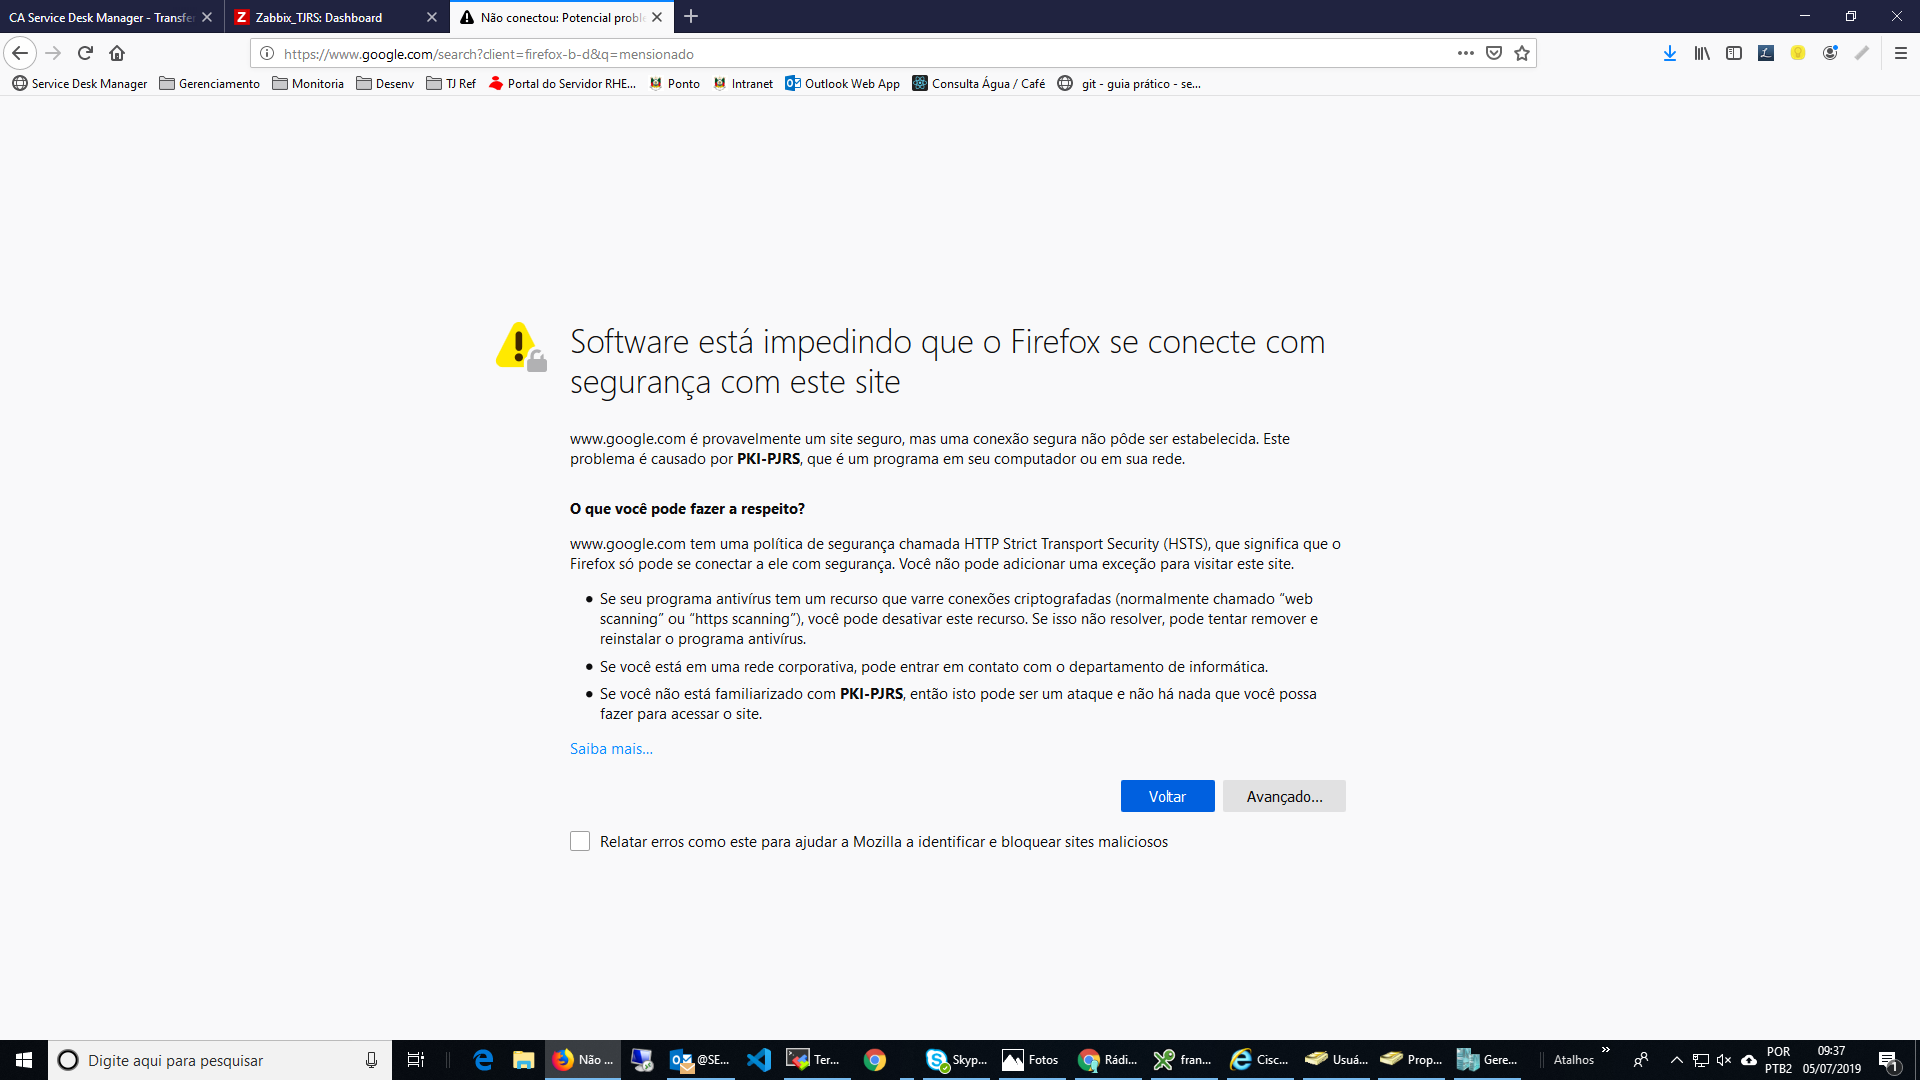 CA Service Desk Manager - Transfe
Zabbix_TJRS: Dashboard
Não conectou: Potencial proble
https://www.google.com/search?client=firefox-b-d&q=mensionado
Service Desk Manager
Gerenciamento
Monitoria
Desenv
TJ Ref
Portal do Servidor RHE...
Ponto
Intranet
Outlook Web App
Consulta Água / Café
git - guia prático - se...
Software está impedindo que o Firefox se conecte com
segurança com este site
www.google.com é provavelmente um site seguro, mas uma conexão segura não pôde ser estabelecida. Este
problema é causado por PKI-PJRS, que é um programa em seu computador ou em sua rede.
O que você pode fazer a respeito?
www.google.com tem uma política de segurança chamada HTTP Strict Transport Security (HSTS), que significa que o
Firefox só pode se conectar a ele com segurança. Você não pode adicionar uma exceção para visitar este site.
Se seu programa antivírus tem um recurso que varre conexões criptografadas (normalmente chamado “web
scanning” ou “https scanning”), você pode desativar este recurso. Se isso não resolver, pode tentar remover e
reinstalar o programa antivírus.
Se você está em uma rede corporativa, pode entrar em contato com o departamento de informática.
Se você não está familiarizado com PKI-PJRS, então isto pode ser um ataque e não há nada que você possa
fazer para acessar o site.
Saiba mais...
Voltar
Avançado...
Relatar erros como este para ajudar a Mozilla a identificar e bloquear sites maliciosos
Digite aqui para pesquisar
Não ...
@SE...
Ter...
Skyp...
Fotos
Rádi...
fran...
Cisc...
Usuá...
Prop...
Gere...
Atalhos
POR
PTB2
09:37
05/07/2019
1